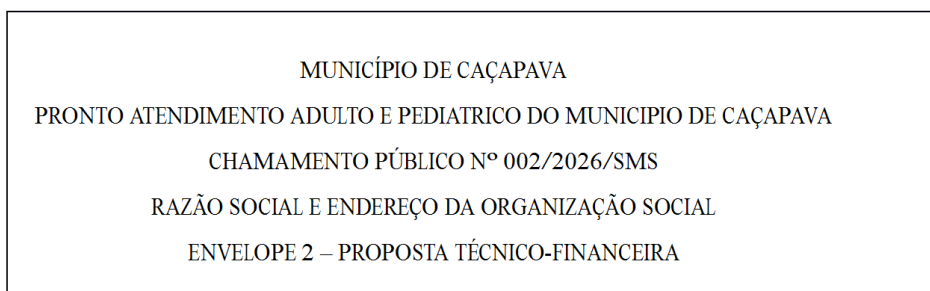 MUNICÍPIO DE CAÇAPAVA
PRONTO ATENDIMENTO ADULTO E PEDIATRICO DO MUNICIPIO DE CAÇAPAVA
CHAMAMENTO PÚBLICO Nº 002/2026/SMS
RAZÃO SOCIAL E ENDEREÇO DA ORGANIZAÇÃO SOCIAL
ENVELOPE 2 – PROPOSTA TÉCNICO-FINANCEIRA